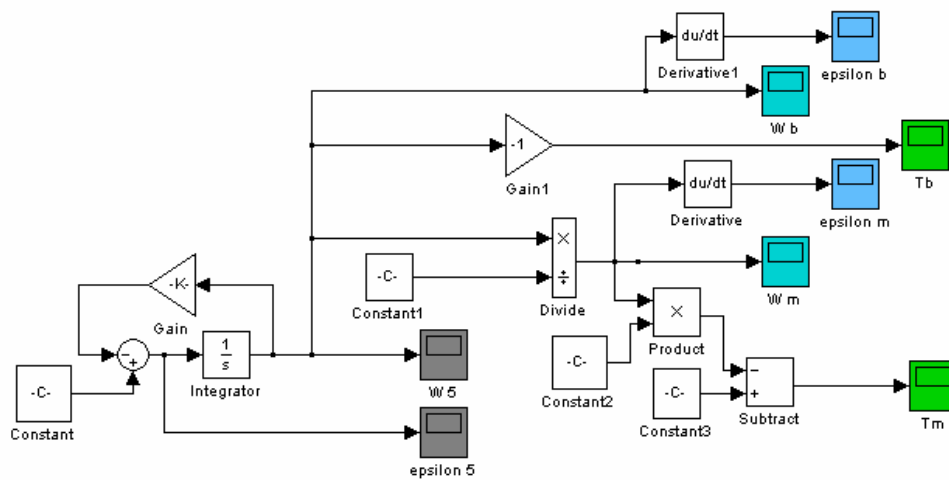 du/dt
Derivative1
epsilon b
W b
-1
Gain1
Tb
du/dt
Derivative
epsilon m
×
÷
Divide
-C-
Constant1
W m
-K-
Gain
×
Product
− +
1
s
Integrator
-C-
Constant
W 5
-C-
Constant2
-C-
Constant3
−
+
Subtract
Tm
epsilon 5